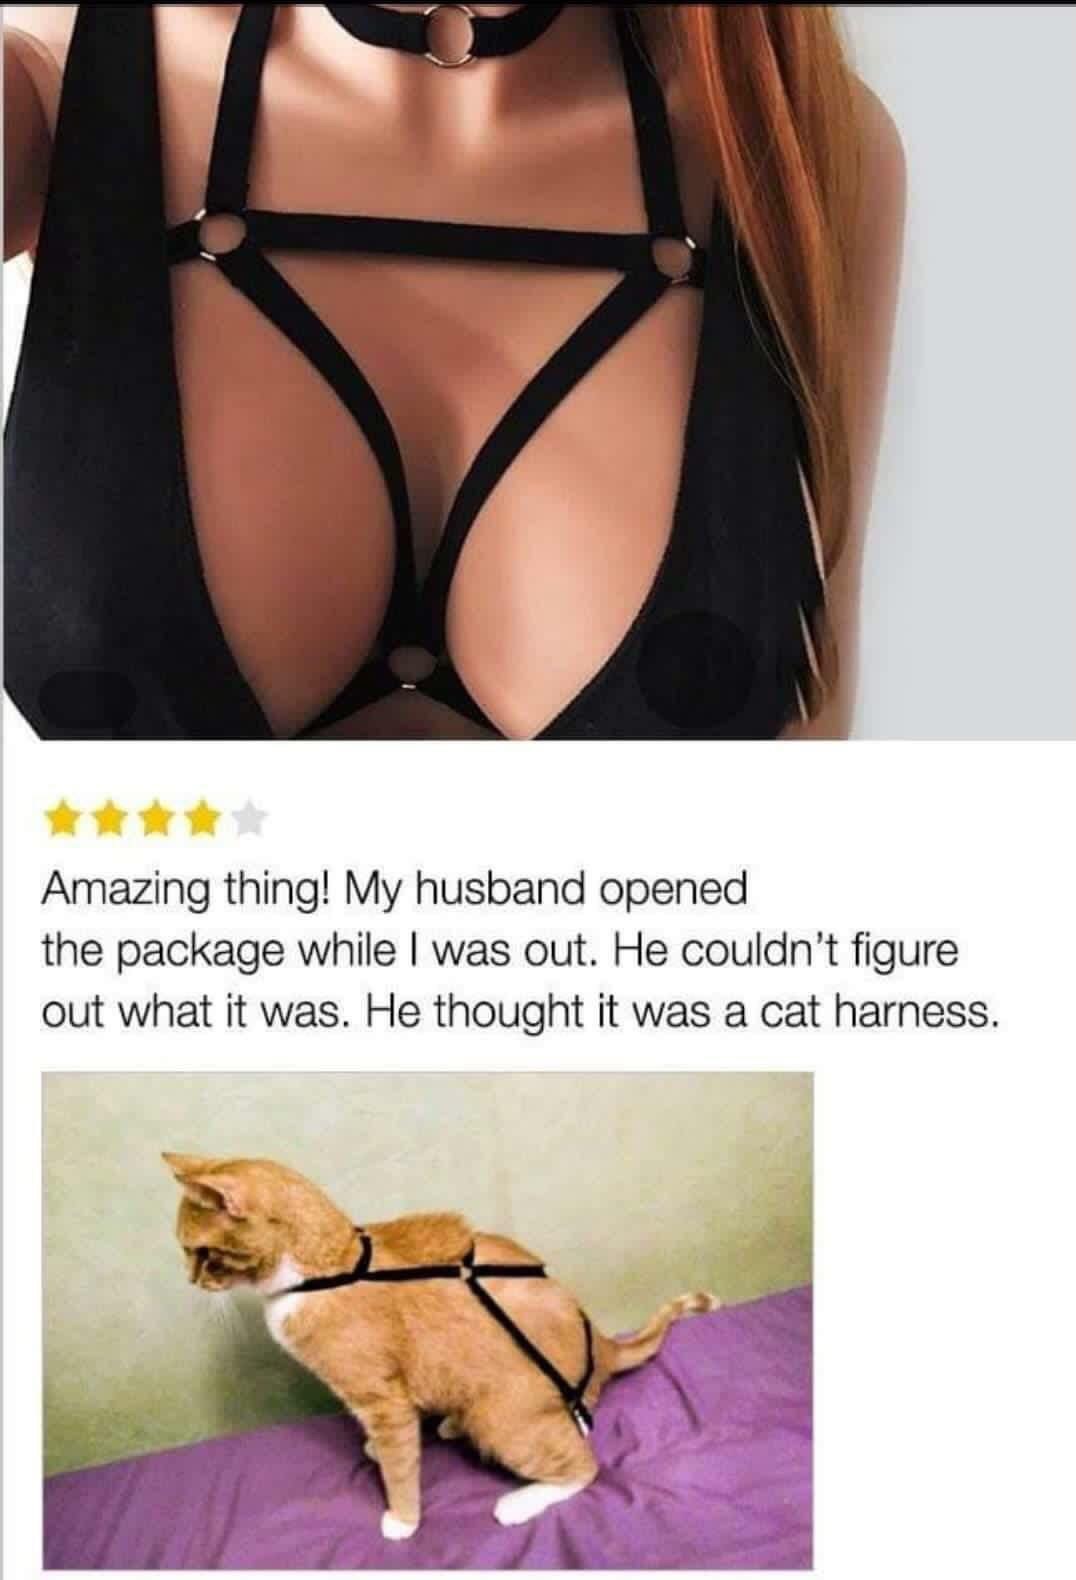 Amazing thing! My husband opened
the package while I was out. He couldn't figure
out what it was. He thought it was a cat harness.